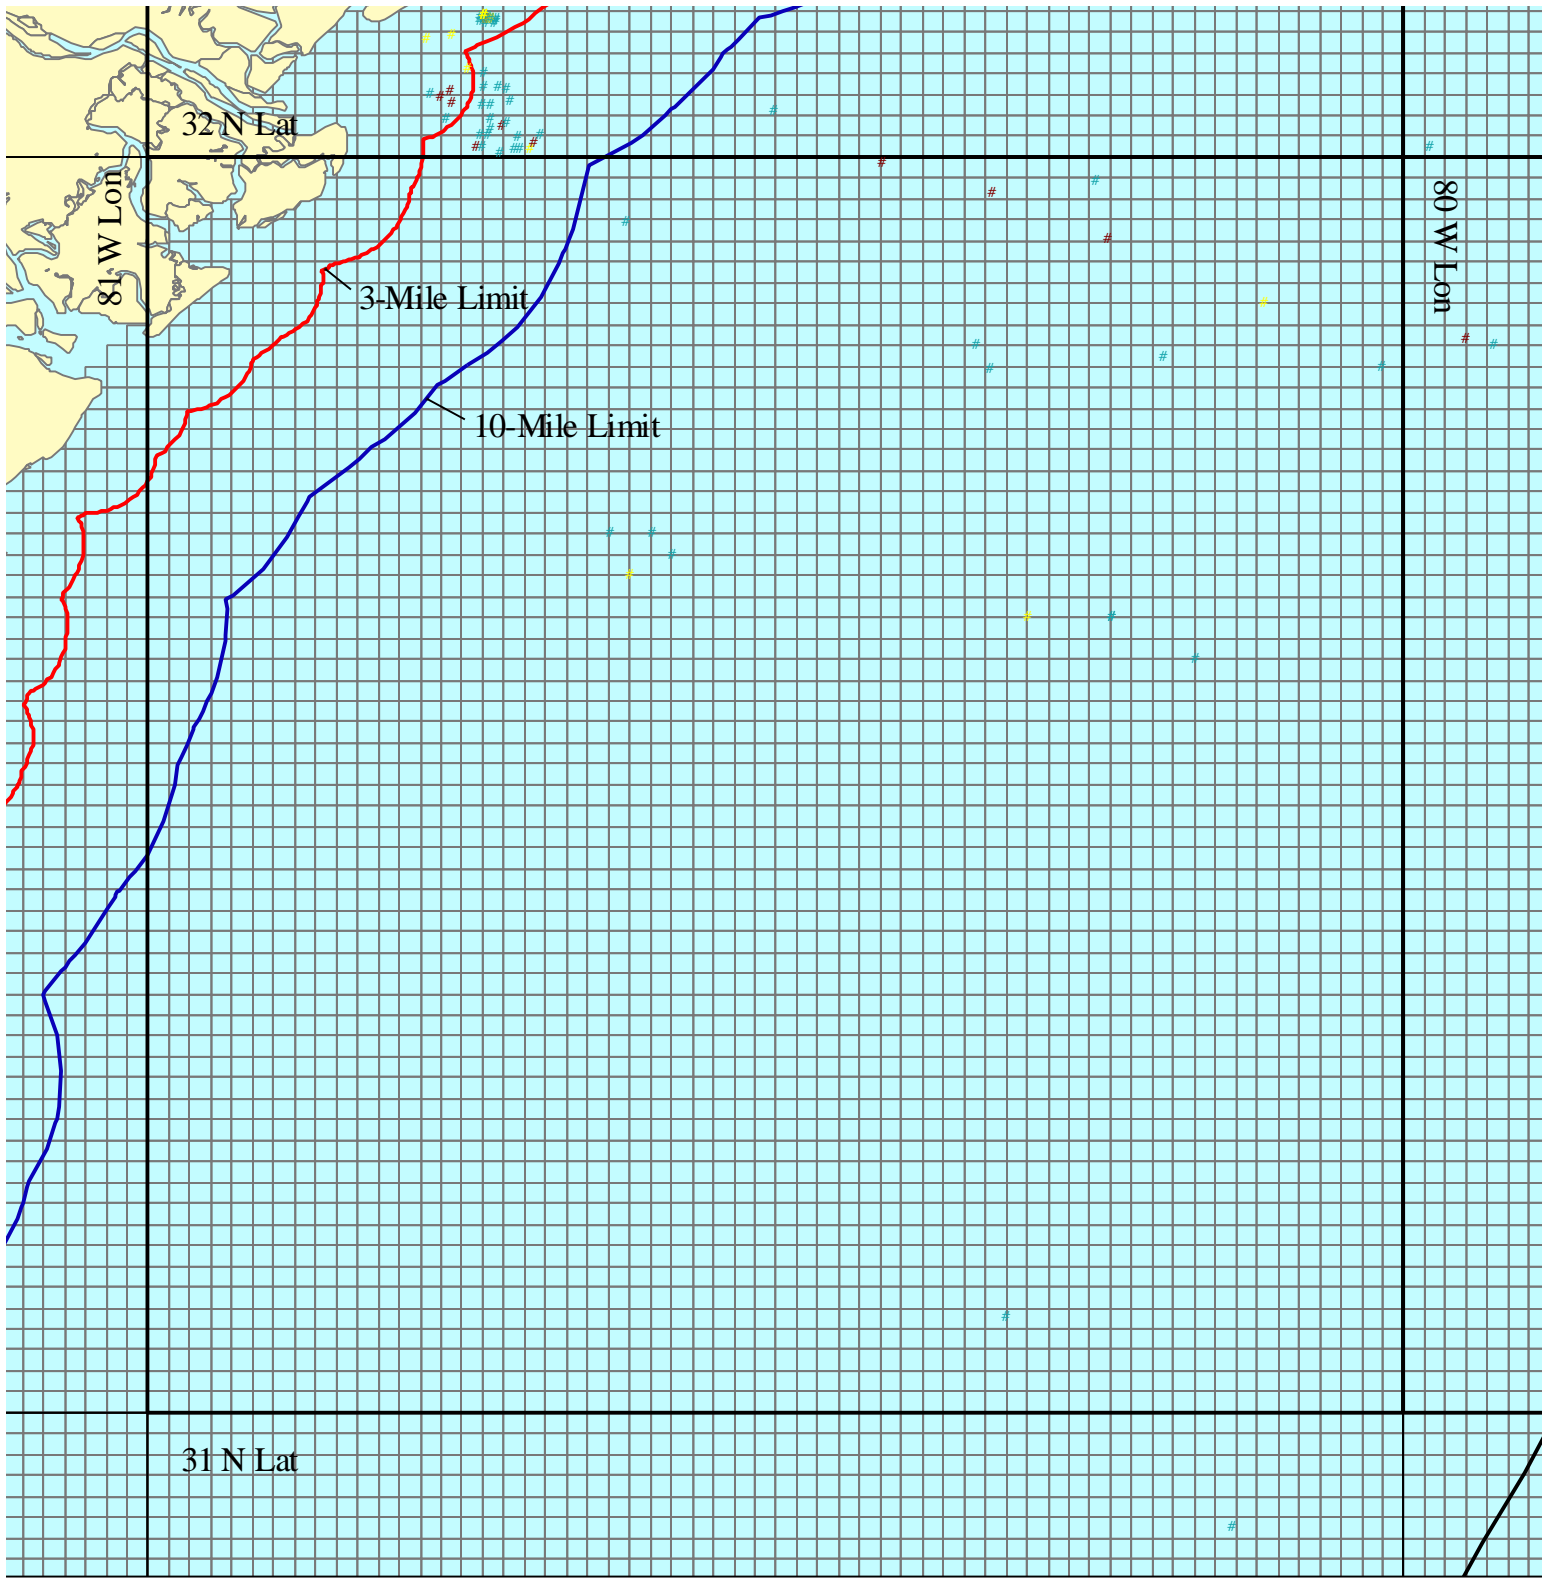 32 N Lat
81 W Lon
80 W Lon
3-Mile Limit
10-Mile Limit
31 N Lat